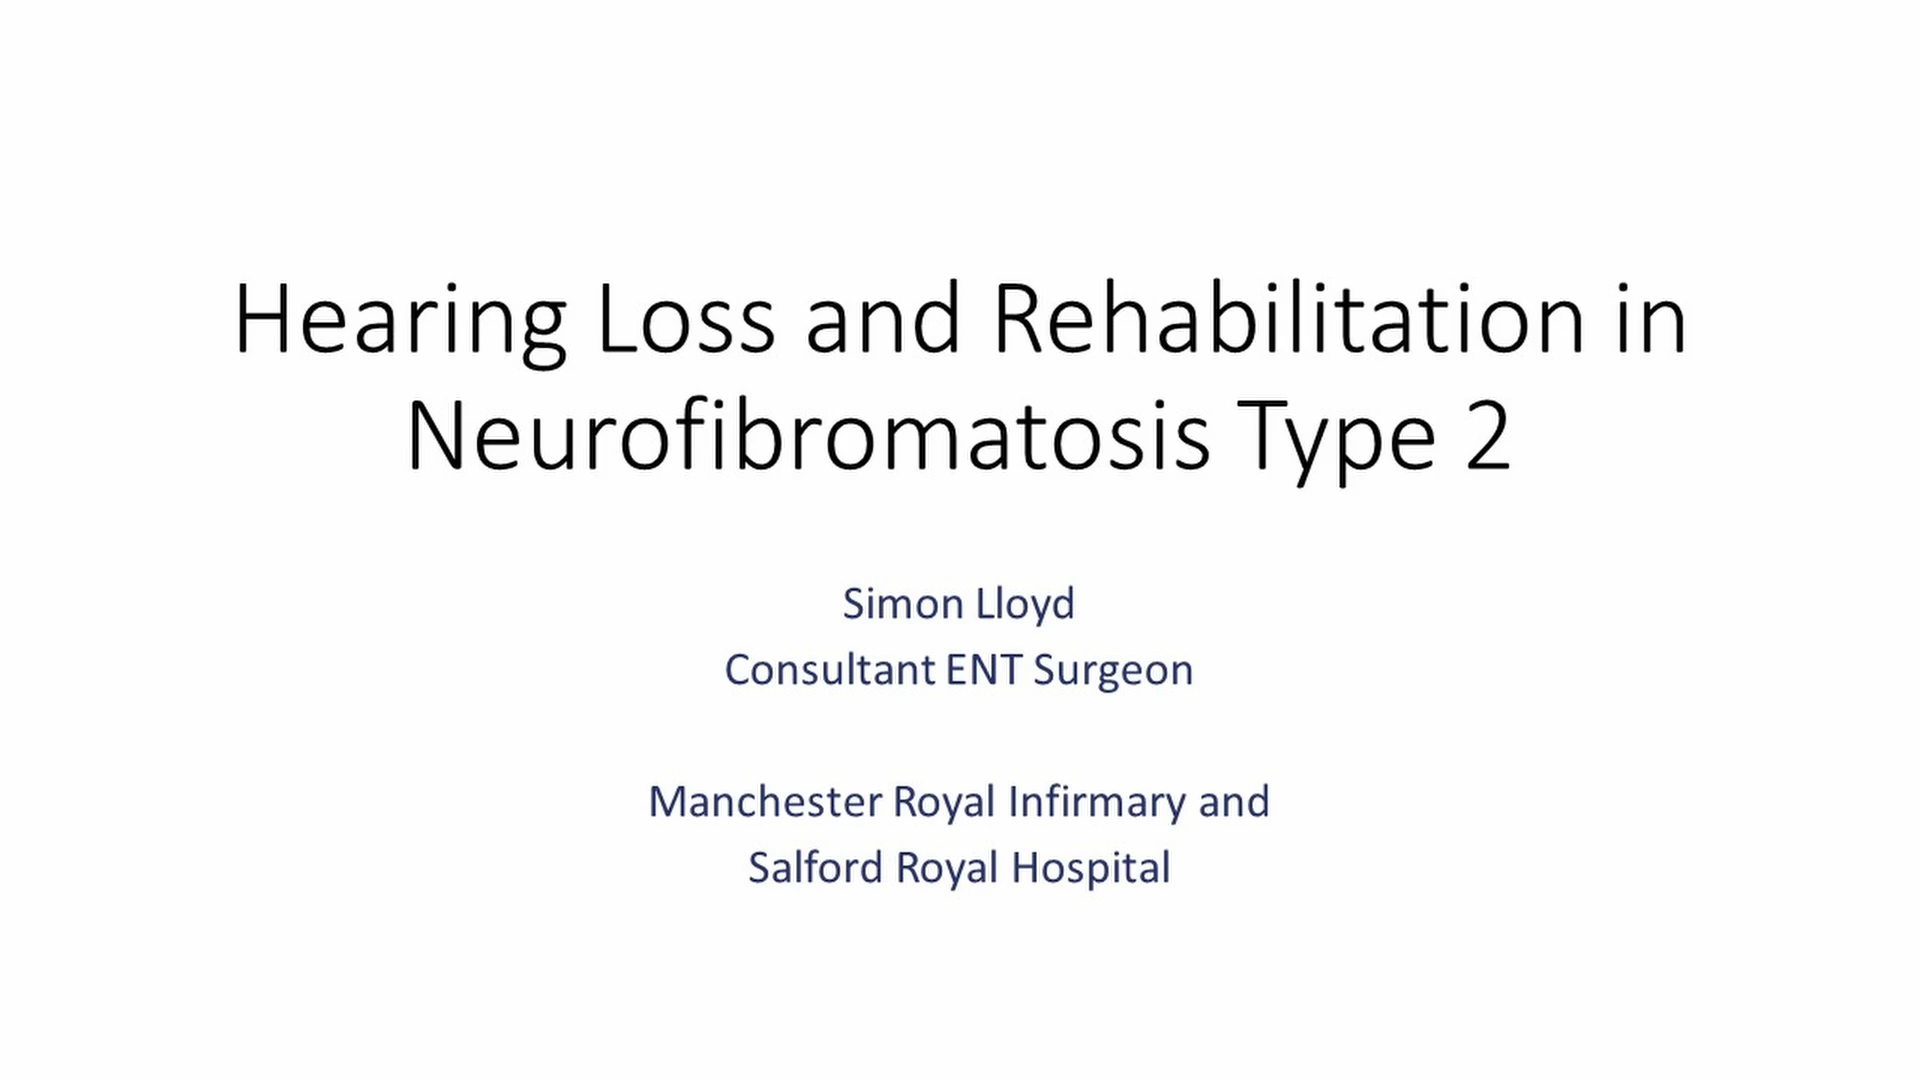 Hearing Loss and Rehabilitation in
Neurofibromatosis Type 2
Simon Lloyd
Consultant ENT Surgeon
Manchester Royal Infirmary and
Salford Royal Hospital